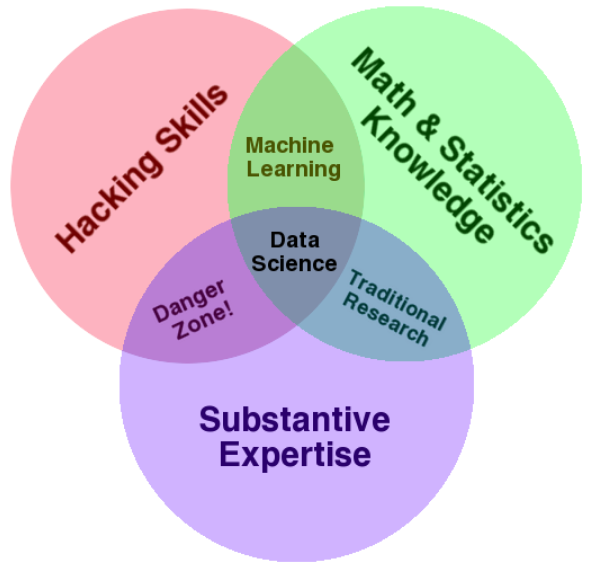 Hacking Skills
Math & Statistics
Knowledge
Machine
Learning
Data
Science
Danger
Zone!
Traditional
Research
Substantive
Expertise